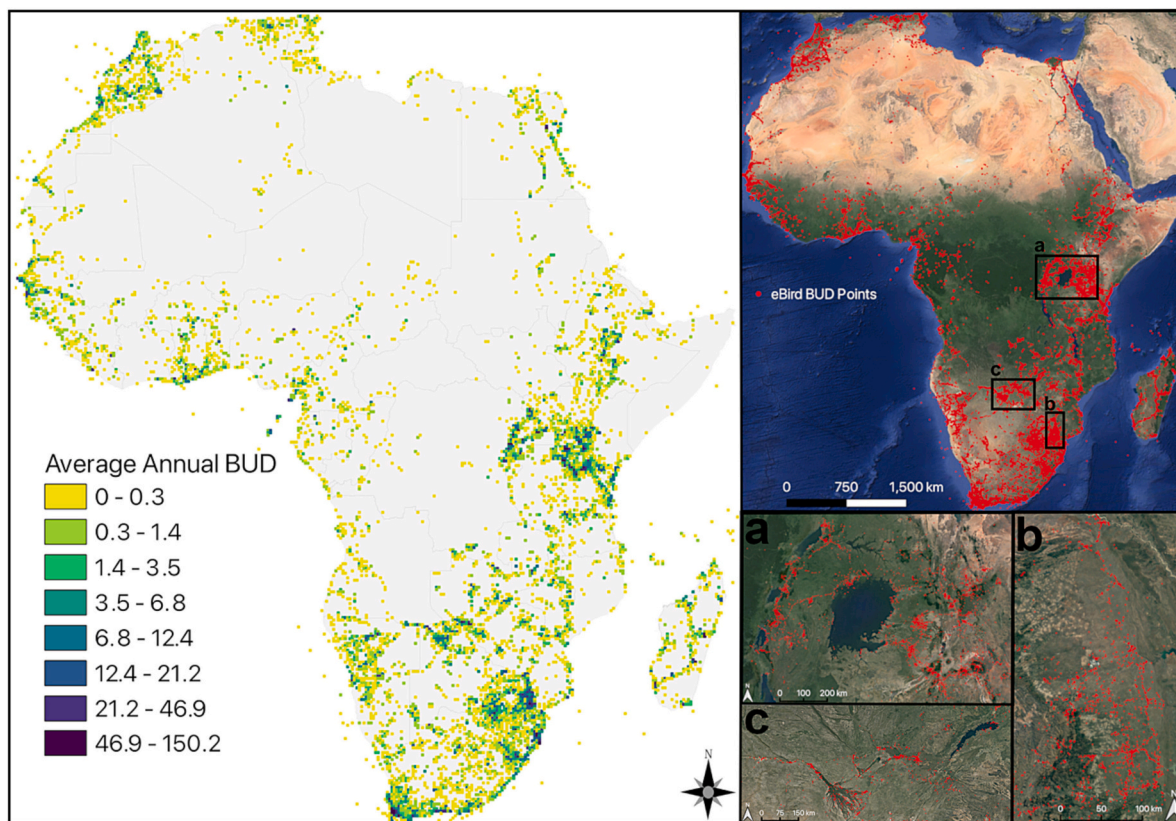 Average Annual BUD
0 - 0.3
0.3 - 1.4
1.4 - 3.5
3.5 - 6.8
6.8 - 12.4
12.4 - 21.2
21.2 - 46.9
46.9 - 150.2
N
a
eBird BUD Points
c
b
0 750 1,500 km
a
N
0 100 200 km
b
0 50 100 km
N
c
N
0 75 150 km